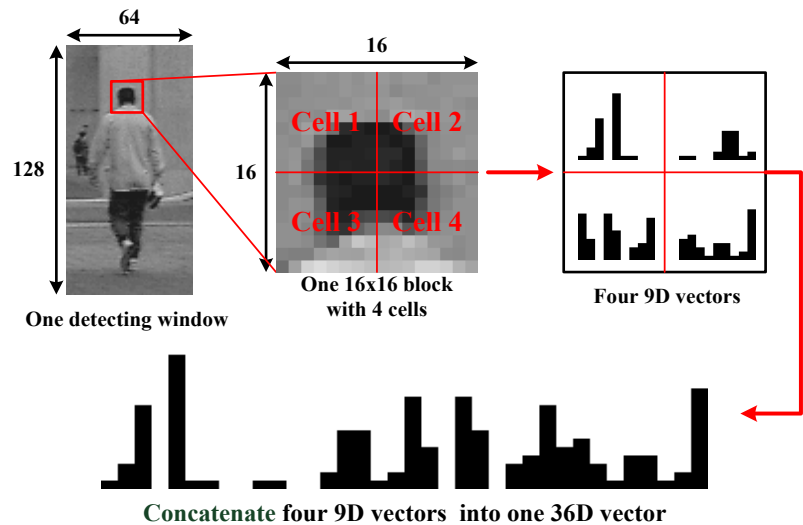 64
128
One detecting window
16
16
Cell 1
Cell 2
Cell 3
Cell 4
One 16x16 block
with 4 cells
Four 9D vectors
Concatenate four 9D vectors into one 36D vector